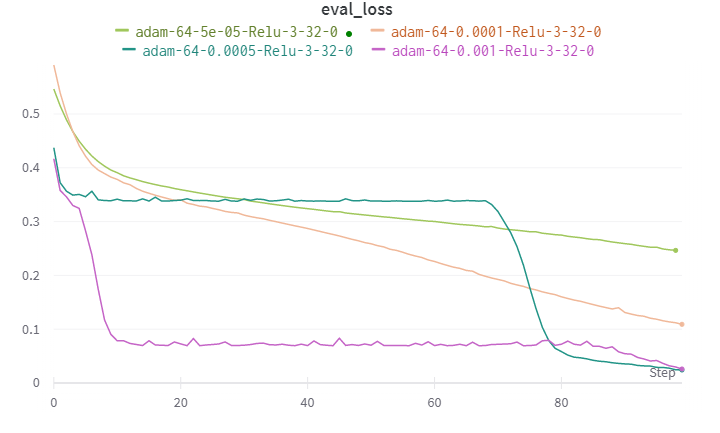 eval_loss
adam-64-5e-05-Relu-3-32-0 adam-64-0.0001-Relu-3-32-0
adam-64-0.0005-Relu-3-32-0 adam-64-0.001-Relu-3-32-0
0.5
0.4
0.3
0.2
0.1
0
Step
0 20 40 60 80